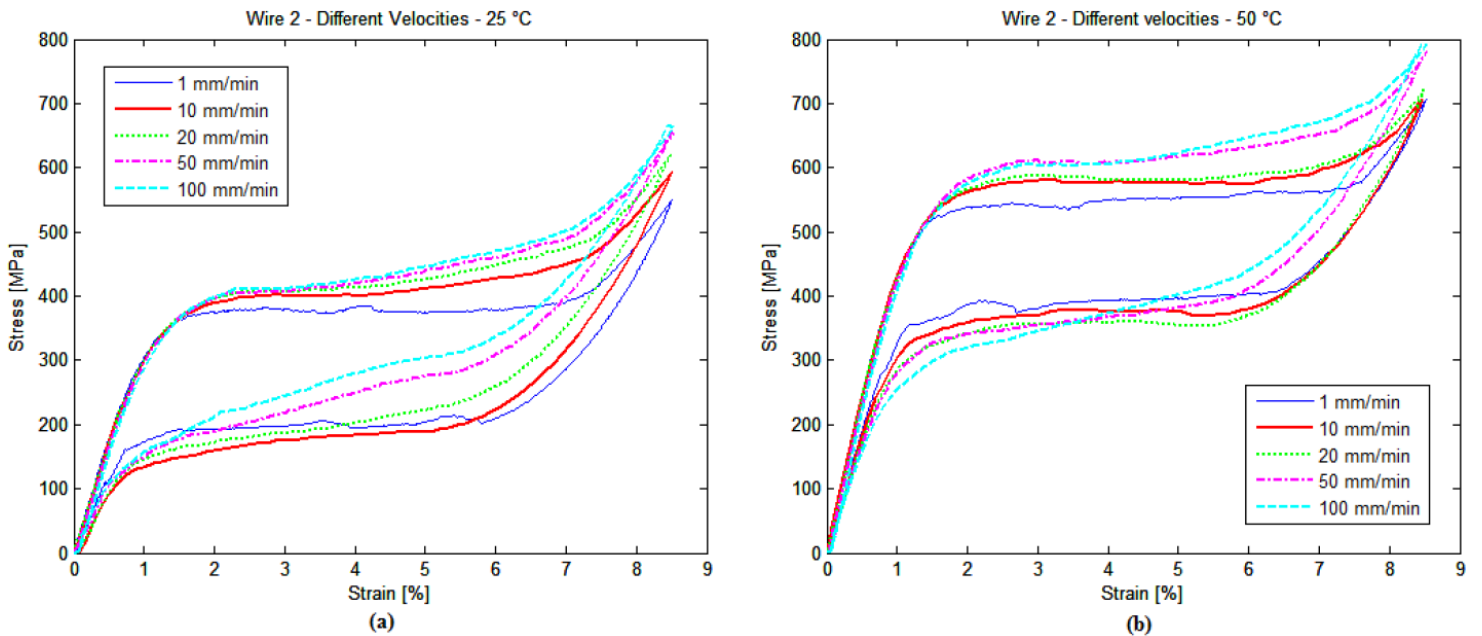 Wire 2 - Different Velocities - 25 °C
800
700
600
500
400
300
200
100
0
Stress [MPa]
1 mm/min
10 mm/min
20 mm/min
50 mm/min
100 mm/min
0 1 2 3 4 5 6 7 8 9
Strain [%]
(a)
Wire 2 - Different velocities - 50 °C
800
700
600
500
400
300
200
100
0
Stress [MPa]
1 mm/min
10 mm/min
20 mm/min
50 mm/min
100 mm/min
0 1 2 3 4 5 6 7 8 9
Strain [%]
(b)